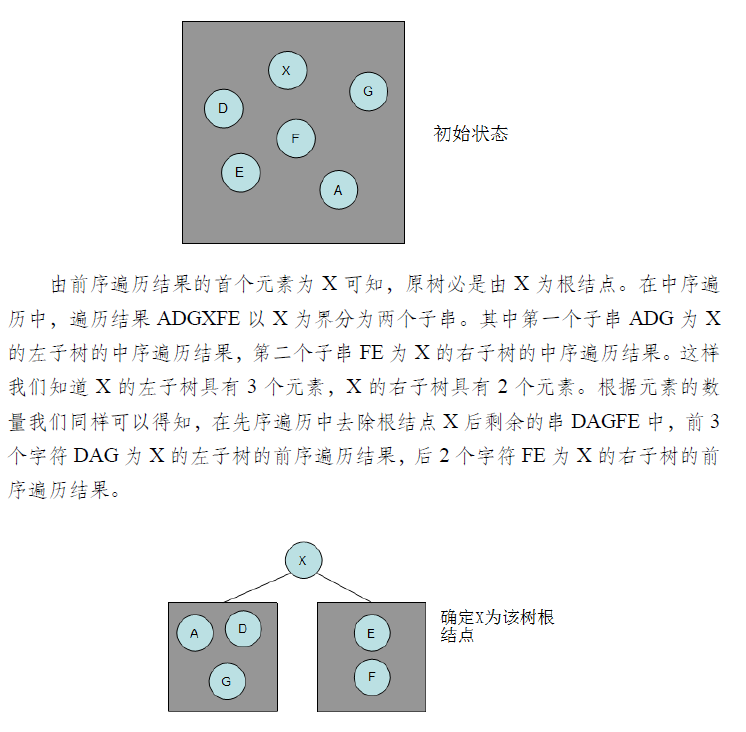 X
G
D
F
初始状态
E
A
由前序遍历结果的首个元素为 X 可知，原树必是由 X 为根结点。在中序遍
历中，遍历结果 ADGXFE 以 X 为界分为两个子串。其中第一个子串 ADG 为 X
的左子树的中序遍历结果，第二个子串 FE 为 X 的右子树的中序遍历结果。这样
我们知道 X 的左子树具有 3 个元素，X 的右子树具有 2 个元素。根据元素的数
量我们同样可以得知，在先序遍历中去除根结点 X 后剩余的串 DAGFE 中，前 3
个字符 DAG 为 X 的左子树的前序遍历结果，后 2 个字符 FE 为 X 的右子树的前
序遍历结果。
X
A
D
G
E
F
确定X为该树根
结点